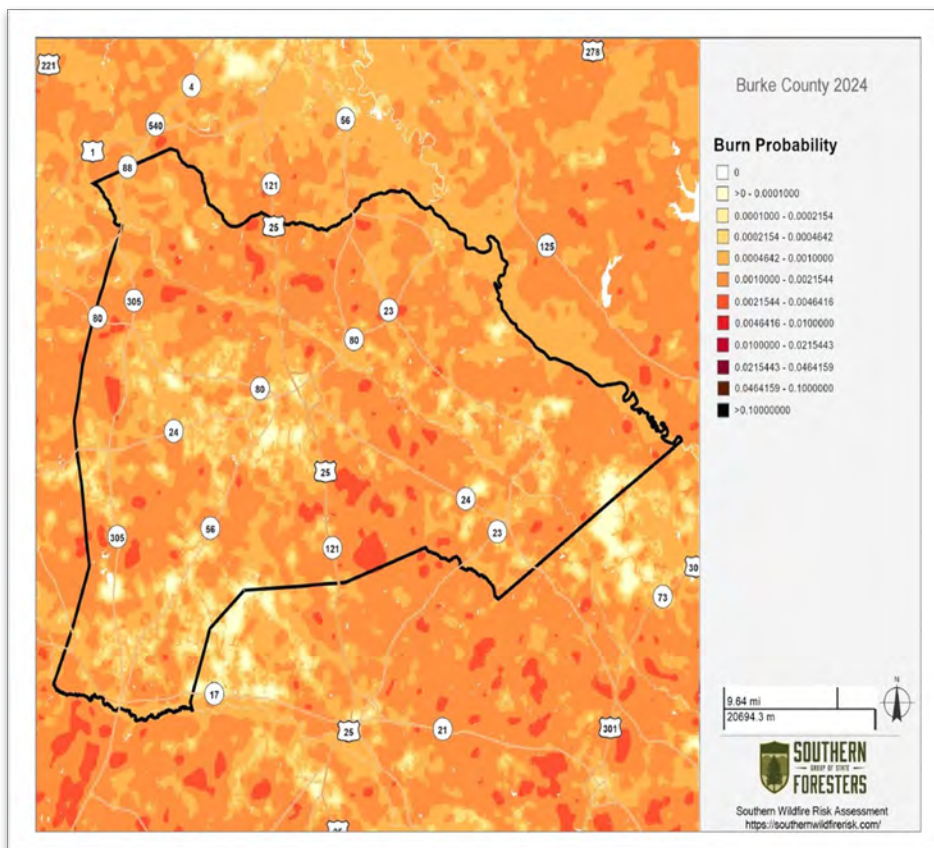 221
278
4
540
56
1
88
121
25
125
305
23
80
80
80
24
25
24
23
56
305
121
30
73
17
25
21
301
Burke County 2024
Burn Probability
0
>0 - 0.0001000
0.0001000 - 0.0002154
0.0002154 - 0.0004642
0.0004642 - 0.0010000
0.0010000 - 0.0021544
0.0021544 - 0.0046416
0.0046416 - 0.0100000
0.0100000 - 0.0215443
0.0215443 - 0.0464159
0.0464159 - 0.1000000
>0.10000000
9.64 mi
20694.3 m
N
SOUTHERN
GROUP OF STATE
FORESTERS
Southern Wildfire Risk Assessment
https://southernwildfirerisk.com/